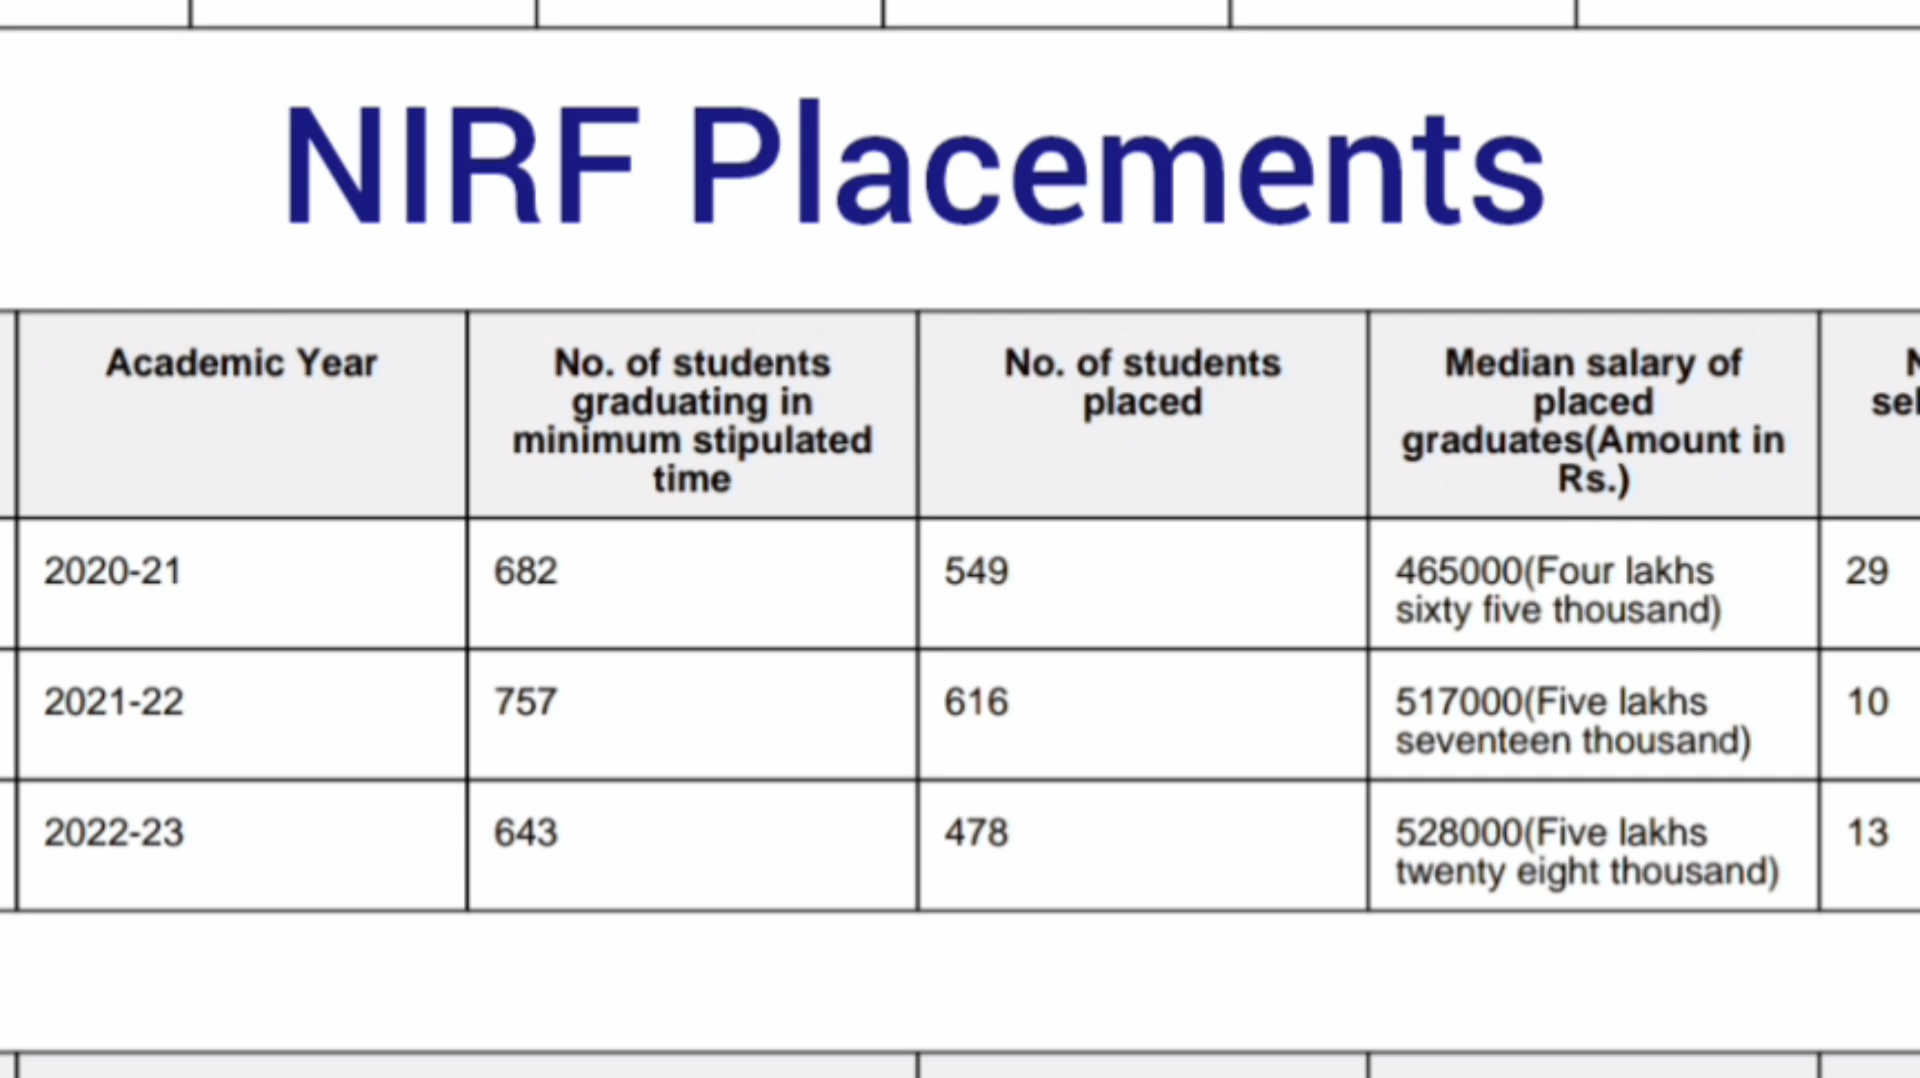 NIRF Placements
Academic Year
No. of students
graduating in
minimum stipulated
time
No. of students
placed
Median salary of
placed
graduates(Amount in
Rs.)
2020-21
682
549
465000(Four lakhs
sixty five thousand)
29
2021-22
757
616
517000(Five lakhs
seventeen thousand)
10
2022-23
643
478
528000(Five lakhs
twenty eight thousand)
13